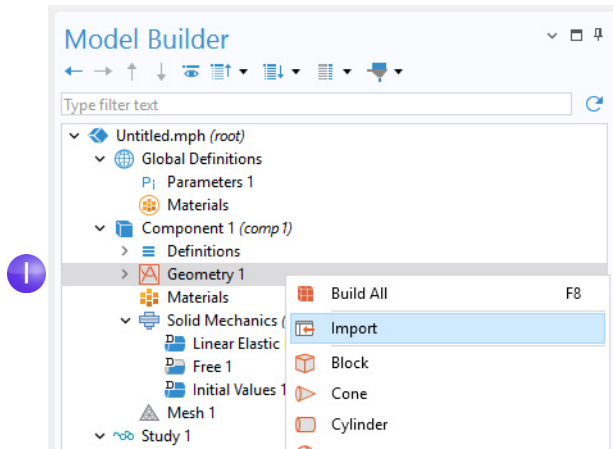 Model Builder
Type filter text
Untitled.mph (root)
Global Definitions
Pi Parameters 1
Materials
Component 1 (comp1)
Definitions
1
Geometry 1
Build All F8
Materials
Import
Solid Mechanics (
Linear Elastic
Block
Free 1
Cone
Initial Values 1
Mesh 1
Cylinder
Study 1